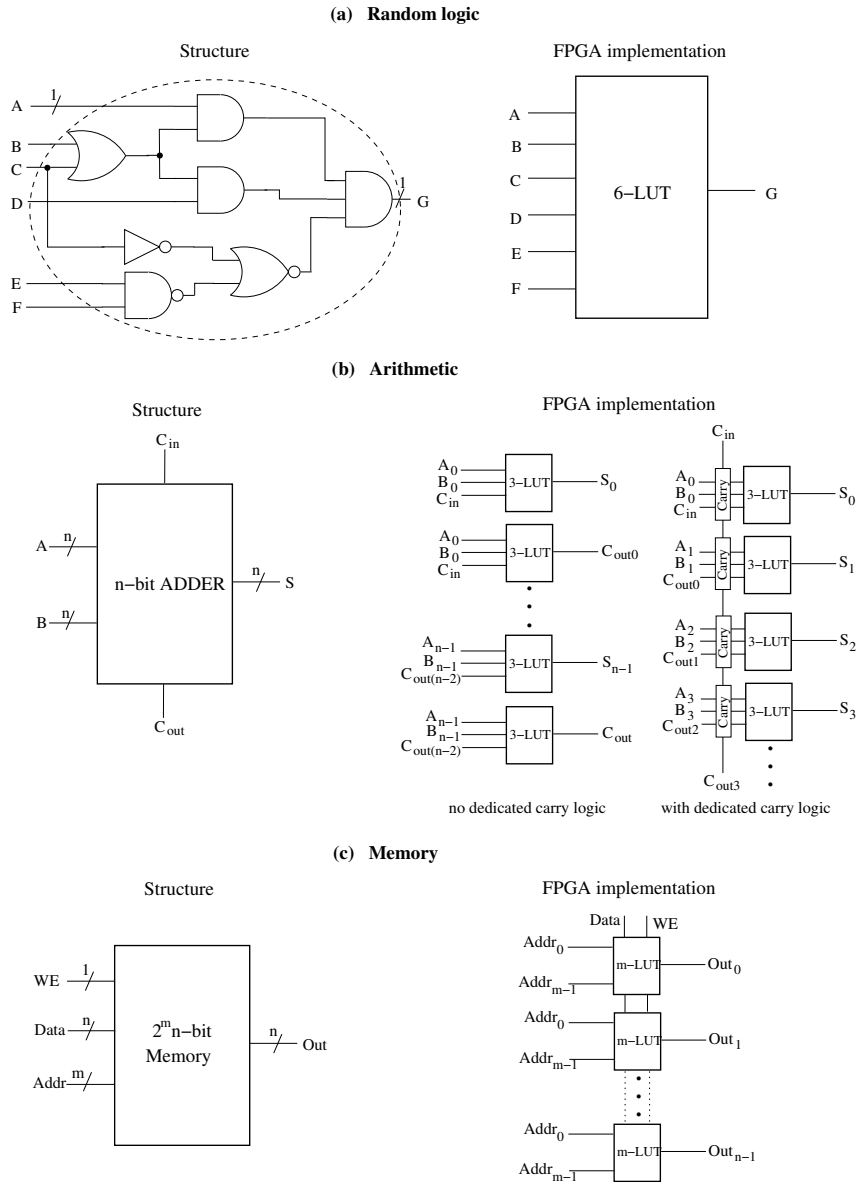 (a) Random logic
Structure
FPGA implementation
A
1
B
C
D
E
F
1
G
A
B
C
D
E
F
6-LUT
G
(b) Arithmetic
Structure
FPGA implementation
C in
A
n
B
n
n-bit ADDER
n
S
C out
A 0
B 0
C in
3-LUT
S 0
A 0
B 0
C in
3-LUT
C out0
A n-1
B n-1
C out(n-2)
3-LUT
S n-1
A n-1
B n-1
C out(n-2)
3-LUT
C out
no dedicated carry logic
C in
A 0
B 0
C in
Carry
3-LUT
S 0
A 1
B 1
C out0
Carry
3-LUT
S 1
A 2
B 2
C out1
Carry
3-LUT
S 2
A 3
B 3
C out2
Carry
3-LUT
S 3
C out3
with dedicated carry logic
(c) Memory
Structure
FPGA implementation
WE
1
Data
n
Addr
m
2 m n-bit
Memory
n
Out
Data
WE
Addr 0
Addr m-1
m-LUT
Out 0
Addr 0
Addr m-1
m-LUT
Out 1
Addr 0
Addr m-1
m-LUT
Out n-1